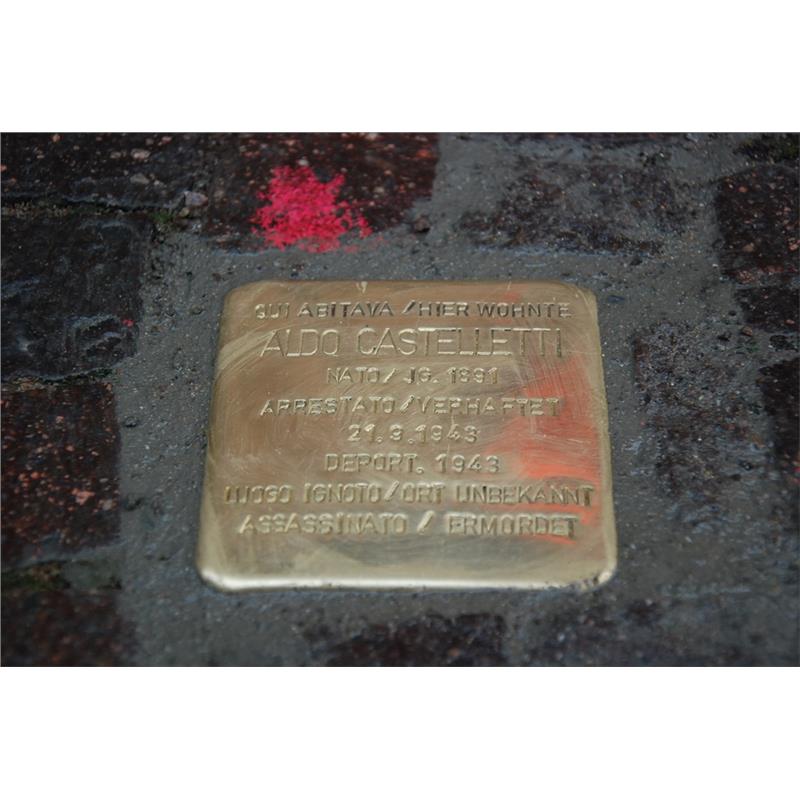 QUI ABITAVA / HIER WOHNTE
ALDO CASTELLETTI
NATO / JG. 1891
ARRESTATO / VERHAFTET
21.9.1943
DEPORT. 1943
LUOGO IGNOTO / ORT UNBEKANNT
ASSASSINATO / ERMORDET